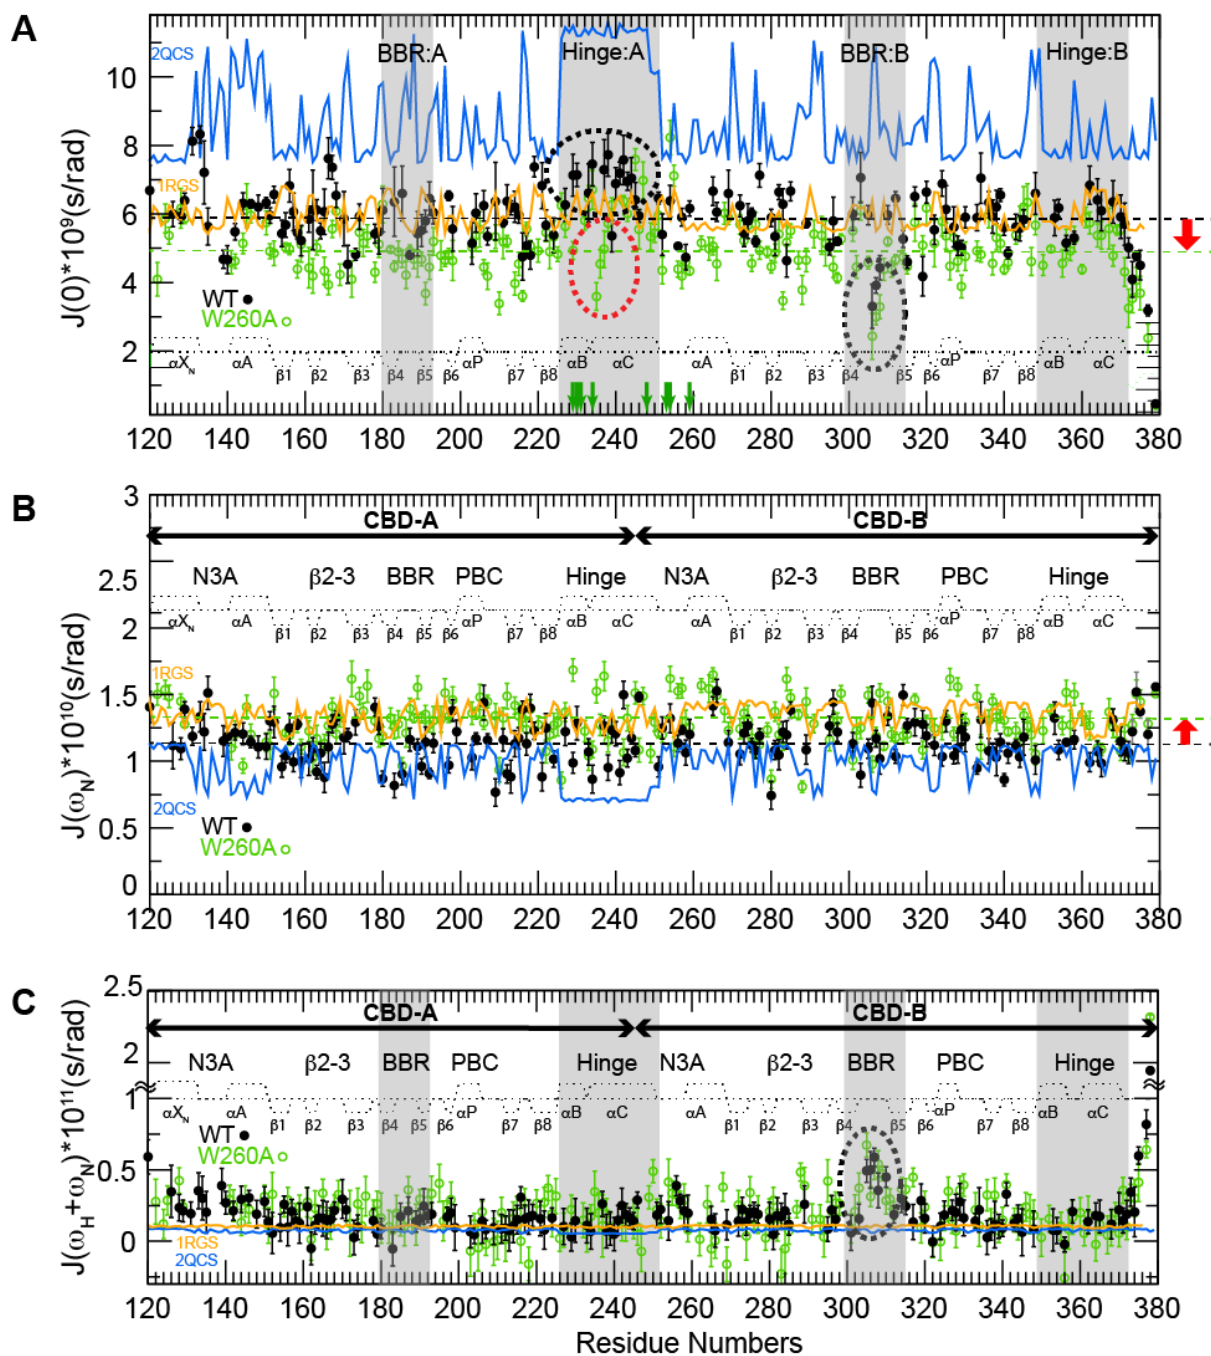 A
2QCS
BBR:A
Hinge:A
BBR:B
Hinge:B
10
8
1RGS
6
4
2
J(0)*10⁹(s/rad)
WT
W260A
αX_N αA β1 β2 β3 β4 β5 β6 αP β7 β8 αB αC αA β1 β2 β3 β4 β5 β6 αP β7 β8 αB αC
120 140 160 180 200 220 240 260 280 300 320 340 360 380
B
3
CBD-A CBD-B
2.5
N3A β2-3 BBR PBC Hinge N3A β2-3 BBR PBC Hinge
2
αX_N αA β1 β2 β3 β4 β5 β6 αP β7 β8 αB αC αA β1 β2 β3 β4 β5 β6 αP β7 β8 αB αC
1RGS
1.5
1
2QCS
0.5
0
J(ω_N)*10¹⁰(s/rad)
WT
W260A
120 140 160 180 200 220 240 260 280 300 320 340 360 380
C
2.5
CBD-A CBD-B
2
N3A β2-3 BBR PBC Hinge N3A β2-3 BBR PBC Hinge
1
αX_N αA β1 β2 β3 β4 β5 β6 αP β7 β8 αB αC αA β1 β2 β3 β4 β5 β6 αP β7 β8 αB αC
WT
W260A
0.5
0
1RGS
2QCS
J(ω_H+ω_N)*10¹¹(s/rad)
120 140 160 180 200 220 240 260 280 300 320 340 360 380
Residue Numbers